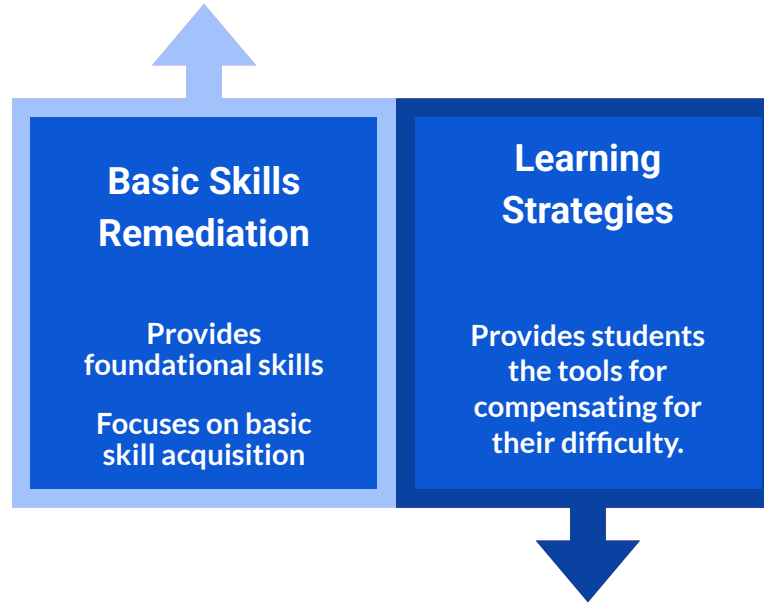 Basic Skills
Remediation
Provides
foundational skills
Focuses on basic
skill acquisition
Learning
Strategies
Provides students
the tools for
compensating for
their difficulty.